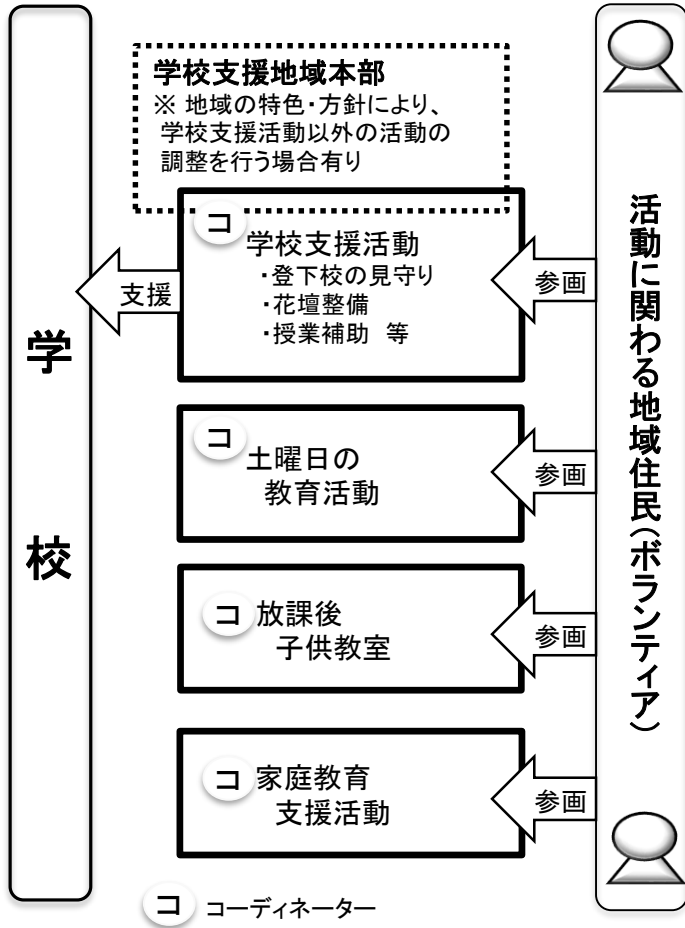 学校支援地域本部
※ 地域の特色・方針により、
学校支援活動以外の活動の
調整を行う場合有り
コ
学校支援活動
・登下校の見守り
・花壇整備
・授業補助 等
支援
参画
コ
土曜日の
教育活動
参画
コ 放課後
子供教室
参画
コ 家庭教育
支援活動
参画
コ コーディネーター
学校
活動に関わる地域住民(ボランティア)